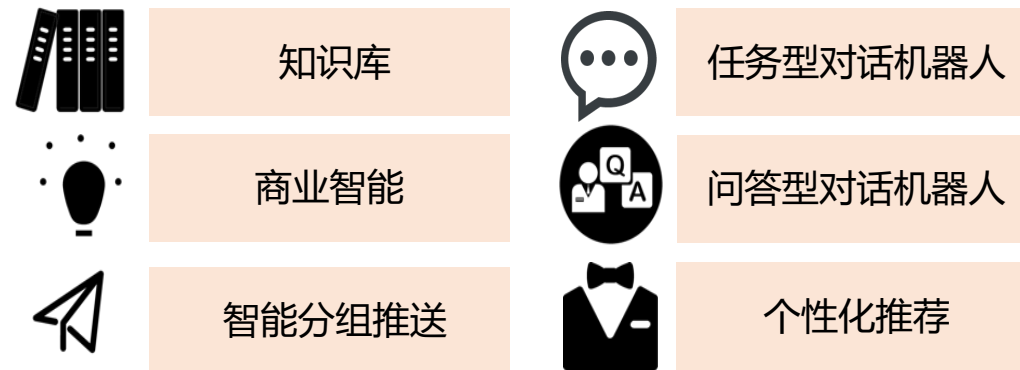 知识库
任务型对话机器人
商业智能
Q
A
问答型对话机器人
智能分组推送
个性化推荐